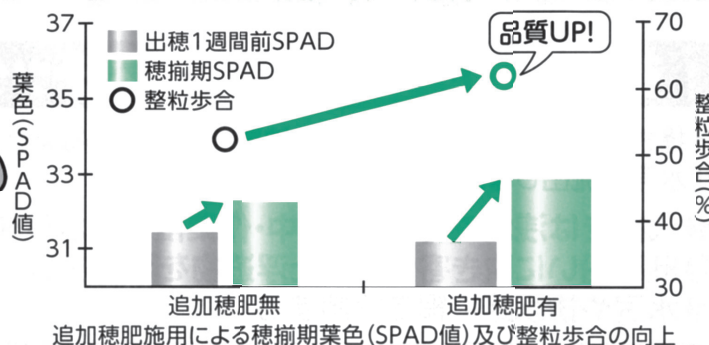 37
35
33
31
葉色(SPAD値)
出穂1週間前SPAD
穂揃期SPAD
整粒歩合
品質UP!
70
60
50
40
30
整粒歩合(%)
追加穂肥無
追加穂肥有
追加穂肥施用による穂揃期葉色(SPAD値)及び整粒歩合の向上